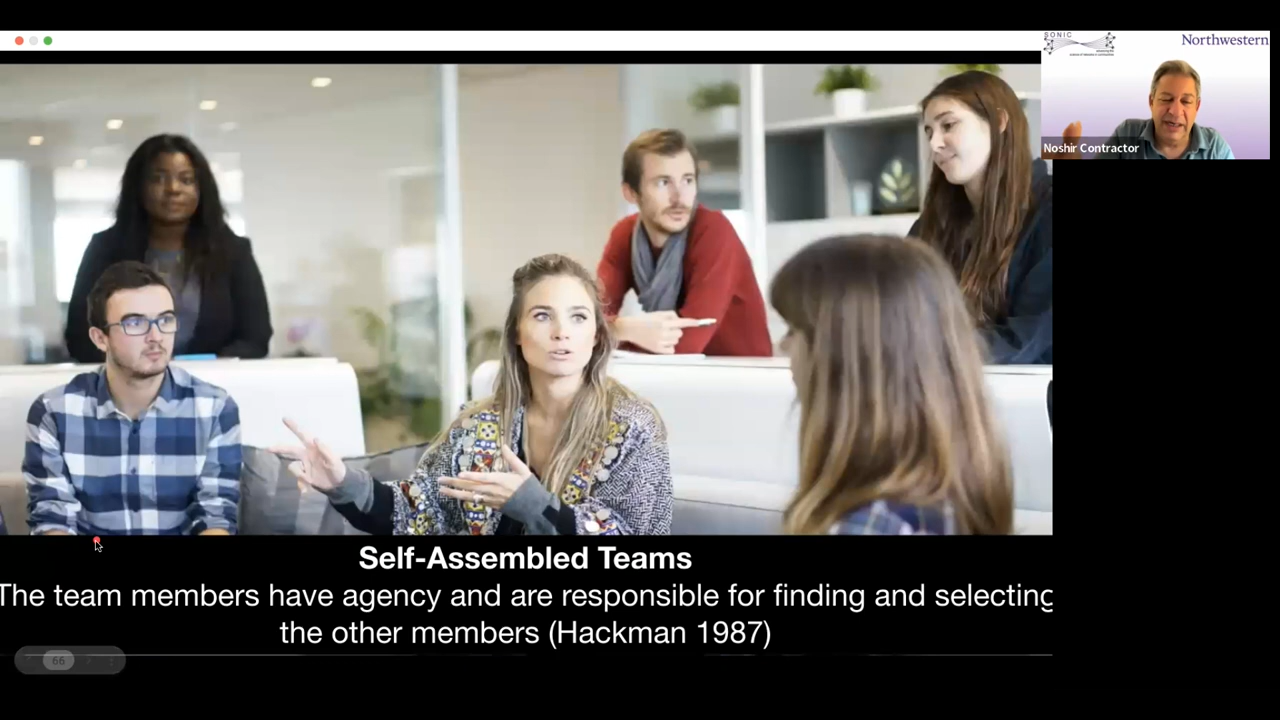 SONIC
Northwestern
Noshir Contractor
Self-Assembled Teams
The team members have agency and are responsible for finding and selecting
the other members (Hackman 1987)
66